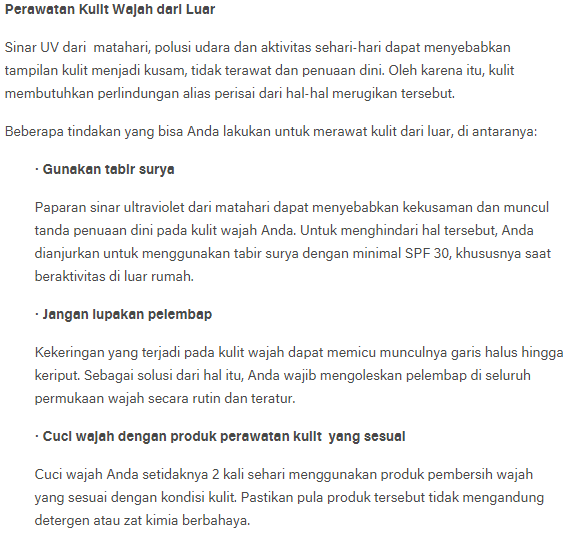 Perawatan Kulit Wajah dari Luar
Sinar UV dari  matahari, polusi udara dan aktivitas sehari-hari dapat menyebabkan
tampilan kulit menjadi kusam, tidak terawat dan penuaan dini. Oleh karena itu, kulit
membutuhkan perlindungan alias perisai dari hal-hal merugikan tersebut.
Beberapa tindakan yang bisa Anda lakukan untuk merawat kulit dari luar, di antaranya:
· Gunakan tabir surya
Paparan sinar ultraviolet dari matahari dapat menyebabkan kekusaman dan muncul
tanda penuaan dini pada kulit wajah Anda. Untuk menghindari hal tersebut, Anda
dianjurkan untuk menggunakan tabir surya dengan minimal SPF 30, khususnya saat
beraktivitas di luar rumah.
· Jangan lupakan pelembap
Kekeringan yang terjadi pada kulit wajah dapat memicu munculnya garis halus hingga
keriput. Sebagai solusi dari hal itu, Anda wajib mengoleskan pelembap di seluruh
permukaan wajah secara rutin dan teratur.
· Cuci wajah dengan produk perawatan kulit  yang sesuai
Cuci wajah Anda setidaknya 2 kali sehari menggunakan produk pembersih wajah
yang sesuai dengan kondisi kulit. Pastikan pula produk tersebut tidak mengandung
detergen atau zat kimia berbahaya.